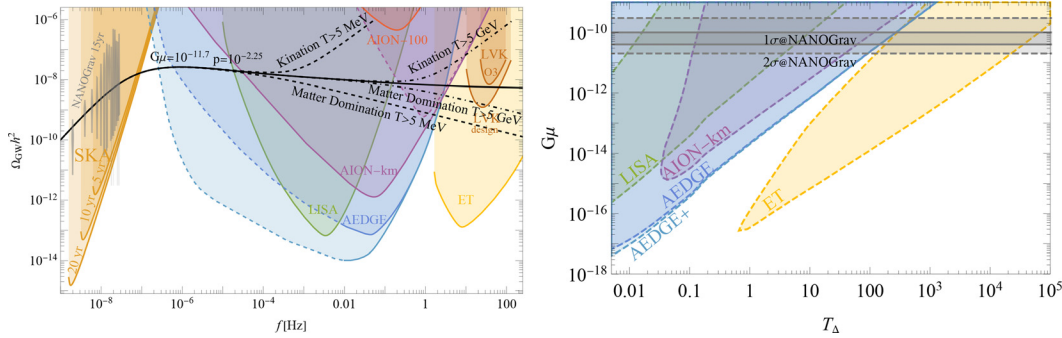 10⁻⁸
10⁻¹⁰
10⁻¹²
10⁻¹⁴
10⁻⁶
Ω_GW h²
NANOGrav 15yr
Gμ=10⁻¹¹·⁷ p=10⁻²·²⁵
Kination T>5 MeV
Kination T>5 GeV
AION-100
LVK
O3
Matter Domination T>5 GeV
Matter Domination T>5 MeV
LVK
design
SKA
10 yr
20 yr
AION-km
LISA
AEDGE
ET
10⁻⁸
10⁻⁶
10⁻⁴
0.01
1
100
f[Hz]
10⁻¹⁰
10⁻¹²
10⁻¹⁴
10⁻¹⁶
10⁻¹⁸
Gμ
1σ@NANOGrav
2σ@NANOGrav
LISA
AION-km
AEDGE
AEDGE+
ET
0.01
0.1
1
10
100
10³
10⁴
10⁵
T_Δ